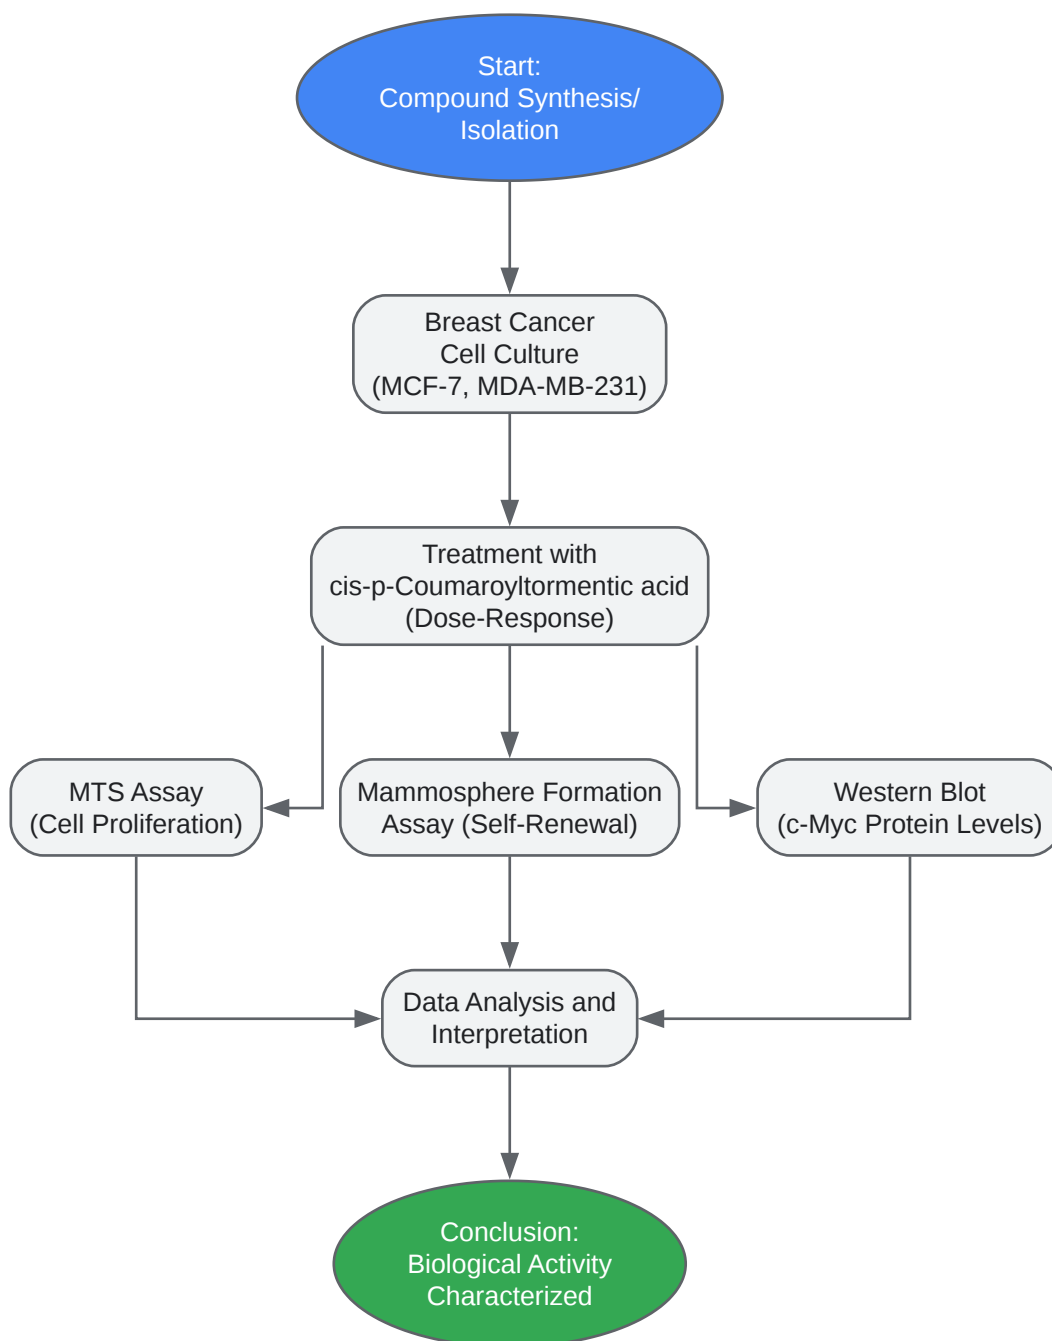 Start:
Compound Synthesis/
Isolation
Breast Cancer
Cell Culture
(MCF-7, MDA-MB-231)
Treatment with
cis-p-Coumaroyltormentic acid
(Dose-Response)
MTS Assay
(Cell Proliferation)
Mammosphere Formation
Assay (Self-Renewal)
Western Blot
(c-Myc Protein Levels)
Data Analysis and
Interpretation
Conclusion:
Biological Activity
Characterized